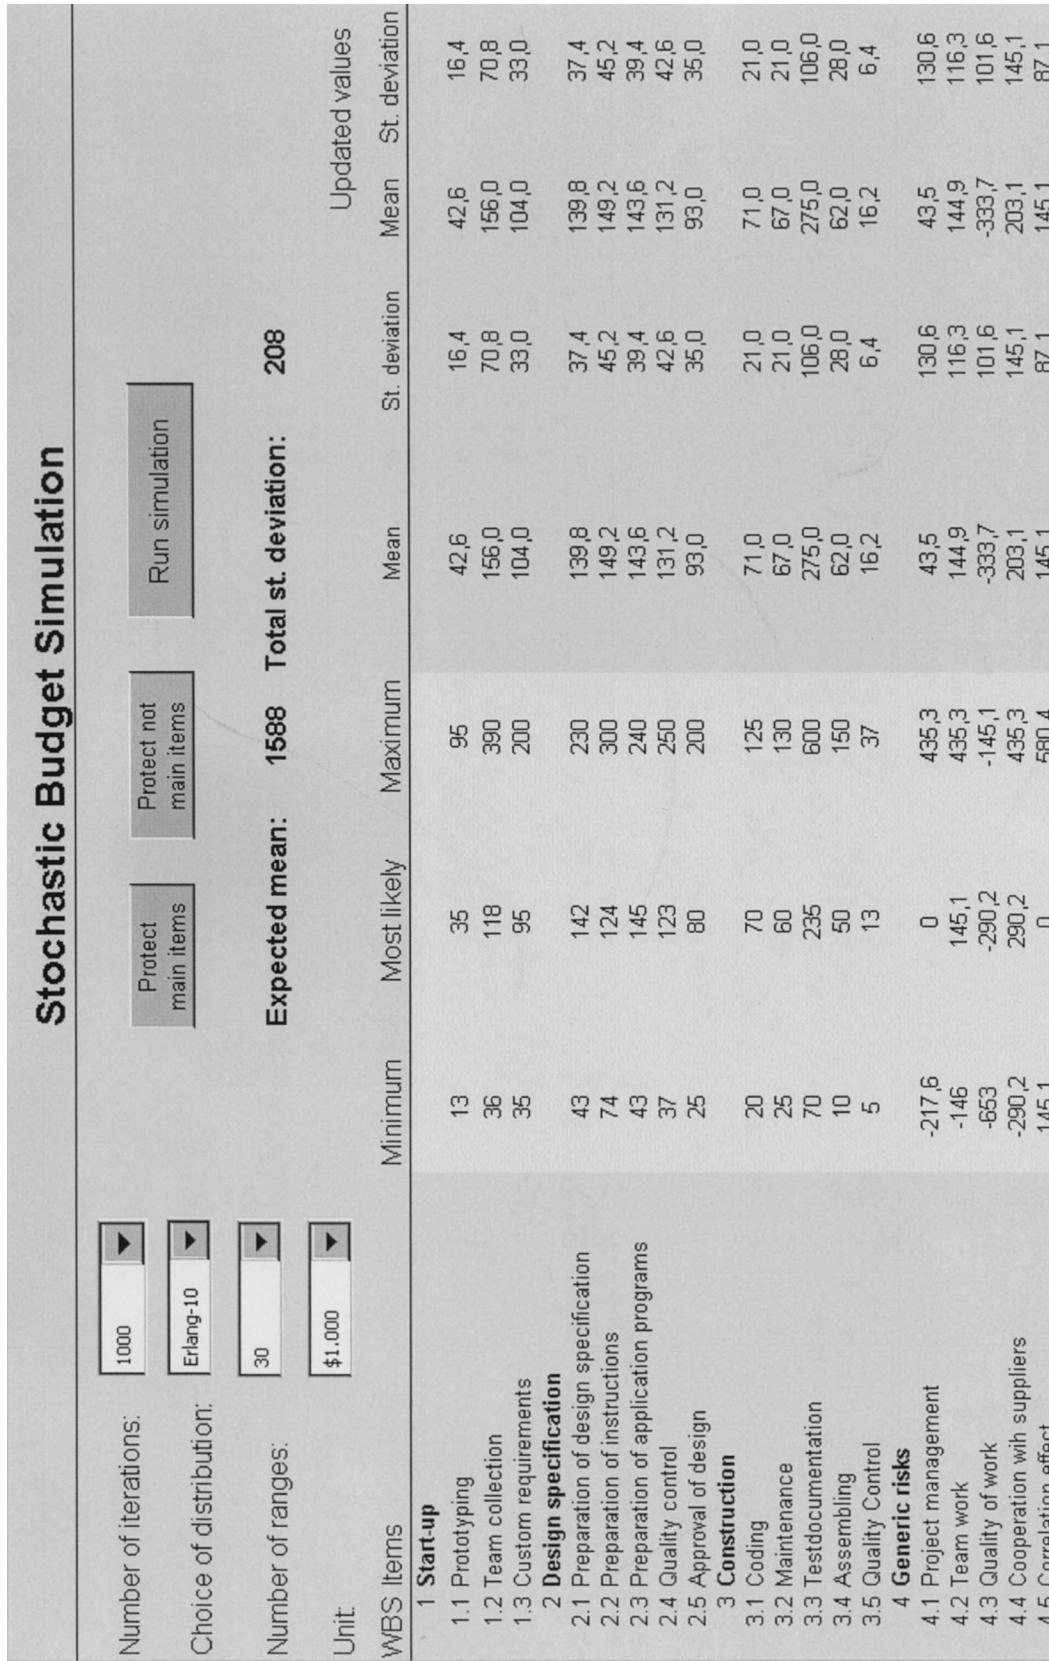 Stochastic Budget Simulation
Number of iterations: 1000 Protect main items Protect not main items Run simulation
Choice of distribution: Erlang-10
Number of ranges: 30 Expected mean: 1588 Total st. deviation: 208
Unit: $1.000 Updated values
WBS Items Minimum Most likely Maximum Mean St. deviation Mean St. deviation
1 Start-up
1.1 Prototyping 13 35 95 42,6 16,4 42,6 16,4
1.2 Team collection 36 118 390 156,0 70,8 156,0 70,8
1.3 Custom requirements 35 95 200 104,0 33,0 104,0 33,0
2 Design specification
2.1 Preparation of design specification 43 142 230 139,8 37,4 139,8 37,4
2.2 Preparation of instructions 74 124 300 149,2 45,2 149,2 45,2
2.3 Preparation of application programs 43 145 240 143,6 39,4 143,6 39,4
2.4 Quality control 37 123 250 131,2 42,6 131,2 42,6
2.5 Approval of design 25 80 200 93,0 35,0 93,0 35,0
3 Construction
3.1 Coding 20 70 125 71,0 21,0 71,0 21,0
3.2 Maintenance 25 60 130 67,0 21,0 67,0 21,0
3.3 Testdocumentation 70 235 600 275,0 106,0 275,0 106,0
3.4 Assembling 10 50 150 62,0 28,0 62,0 28,0
3.5 Quality Control 5 13 37 16,2 6,4 16,2 6,4
4 Generic risks
4.1 Project management -217,6 0 435,3 43,5 130,6 43,5 130,6
4.2 Team work -146 145,1 435,3 144,9 116,3 144,9 116,3
4.3 Quality of work -653 -290,2 -145,1 -333,7 101,6 -333,7 101,6
4.4 Cooperation wih suppliers -290,2 290,2 435,3 203,1 145,1 203,1 145,1
4.5 Correlation effect 145,1 0 580,4 145,1 87,1 145,1 87,1